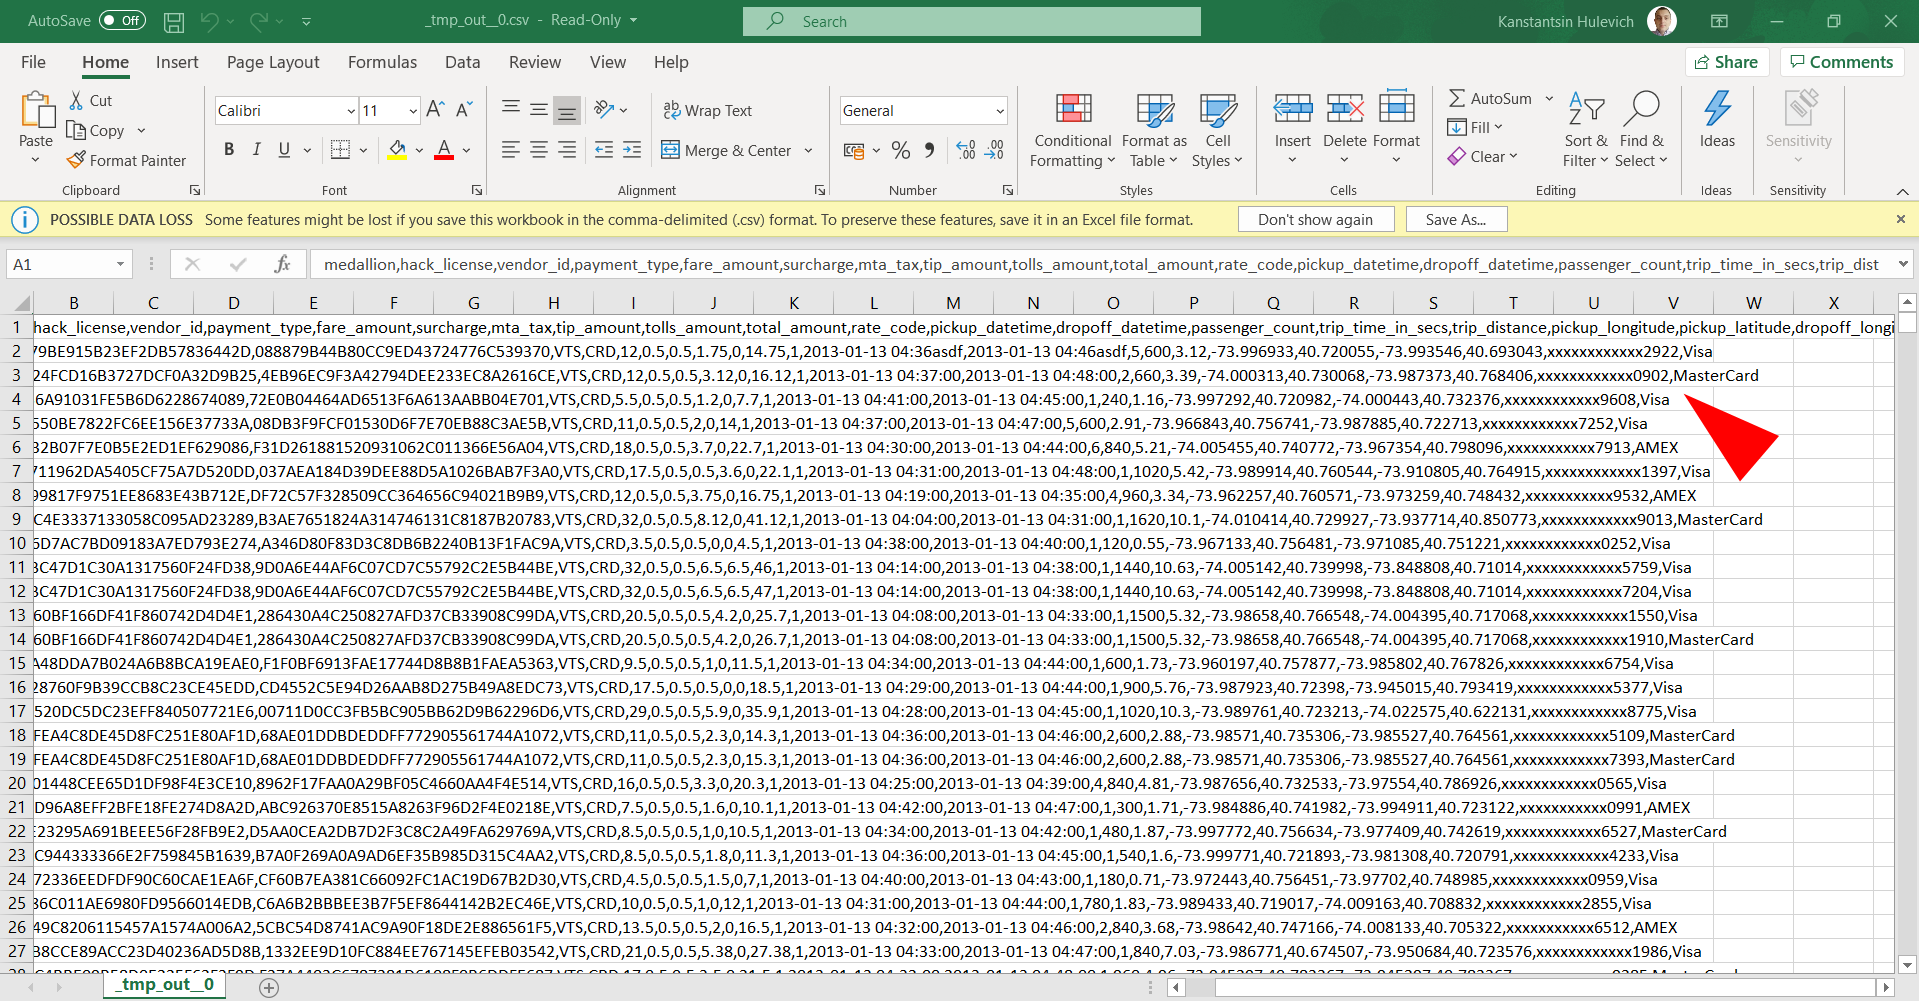 AutoSave Off _tmp_out__0.csv - Read-Only Search Kanstantsin Hulevich
File Home Insert Page Layout Formulas Data Review View Help Share Comments
Paste Cut Copy Format Painter Clipboard
Calibri 11 A A B I U A Font
ab Wrap Text Merge & Center Alignment
General % 9 Number
Conditional Formatting Format as Table Cell Styles Styles
Insert Delete Format Cells
AutoSum Fill Clear Sort & Filter Find & Select Editing
Ideas Ideas
Sensitivity Sensitivity
POSSIBLE DATA LOSS Some features might be lost if you save this workbook in the comma-delimited (.csv) format. To preserve these features, save it in an Excel file format. Don't show again Save As...
A1 fx medallion,hack_license,vendor_id,payment_type,fare_amount,surcharge,mta_tax,tip_amount,tolls_amount,total_amount,rate_code,pickup_datetime,dropoff_datetime,passenger_count,trip_time_in_secs,trip_dist
B C D E F G H I J K L M N O P Q R S T U V W X
1 hack_license,vendor_id,payment_type,fare_amount,surcharge,mta_tax,tip_amount,tolls_amount,total_amount,rate_code,pickup_datetime,dropoff_datetime,passenger_count,trip_time_in_secs,trip_distance,pickup_longitude,pickup_latitude,dropoff_longi
2 79BE915B23EF2DB57836442D,088879B44B80CC9ED43724776C539370,VTS,CRD,12,0.5,0.5,1.75,0,14.75,1,2013-01-13 04:36asdf,2013-01-13 04:46asdf,5,600,3.12,-73.996933,40.720055,-73.993546,40.693043,xxxxxxxxxxxx2922,Visa
3 24FCD16B3727DCF0A32D9B25,4EB96EC9F3A42794DEE233EC8A2616CE,VTS,CRD,12,0.5,0.5,3.12,0,16.12,1,2013-01-13 04:37:00,2013-01-13 04:48:00,2,660,3.39,-74.000313,40.730068,-73.987373,40.768406,xxxxxxxxxxxx0902,MasterCard
4 6A91031FE5B6D6228674089,72E0B04464AD6513F6A613AABB04E701,VTS,CRD,5.5,0.5,0.5,1.2,0,7.7,1,2013-01-13 04:41:00,2013-01-13 04:45:00,1,240,1.16,-73.997292,40.720982,-74.000443,40.732376,xxxxxxxxxxxx9608,Visa
5 550BE7822FC6EE156E37733A,08DB3F9FCF01530D6F7E70EB88C3AE5B,VTS,CRD,11,0.5,0.5,2,0,14,1,2013-01-13 04:37:00,2013-01-13 04:47:00,5,600,2.91,-73.966843,40.756741,-73.987885,40.722713,xxxxxxxxxxxx7252,Visa
6 32B07F7E0B5E2ED1EF629086,F31D261881520931062C011366E56A04,VTS,CRD,18,0.5,0.5,3.7,0,22.7,1,2013-01-13 04:30:00,2013-01-13 04:44:00,6,840,5.21,-74.005455,40.740772,-73.967354,40.798096,xxxxxxxxxxx7913,AMEX
7 711962DA5405CF75A7D520DD,037AEA184D39DEE88D5A1026BAB7F3A0,VTS,CRD,17.5,0.5,0.5,3.6,0,22.1,1,2013-01-13 04:31:00,2013-01-13 04:48:00,1,1020,5.42,-73.989914,40.760544,-73.910805,40.764915,xxxxxxxxxxxx1397,Visa
8 99817F9751EE8683E43B712E,DF72C57F328509CC364656C94021B9B9,VTS,CRD,12,0.5,0.5,3.75,0,16.75,1,2013-01-13 04:19:00,2013-01-13 04:35:00,4,960,3.34,-73.962257,40.760571,-73.973259,40.748432,xxxxxxxxxxx9532,AMEX
9 C4E3337133058C095AD23289,B3AE7651824A314746131C8187B20783,VTS,CRD,32,0.5,0.5,8.12,0,41.12,1,2013-01-13 04:04:00,2013-01-13 04:31:00,1,1620,10.1,-74.010414,40.729927,-73.937714,40.850773,xxxxxxxxxxxx9013,MasterCard
10 6D7AC7BD09183A7ED793E274,A346D80F83D3C8DB6B2240B13F1FAC9A,VTS,CRD,3.5,0.5,0.5,0,0,4.5,1,2013-01-13 04:38:00,2013-01-13 04:40:00,1,120,0.55,-73.967133,40.756481,-73.971085,40.751221,xxxxxxxxxxxx0252,Visa
11 3C47D1C30A1317560F24FD38,9D0A6E44AF6C07CD7C55792C2E5B44BE,VTS,CRD,32,0.5,0.5,6.5,6.5,46,1,2013-01-13 04:14:00,2013-01-13 04:38:00,1,1440,10.63,-74.005142,40.739998,-73.848808,40.71014,xxxxxxxxxxxx5759,Visa
12 3C47D1C30A1317560F24FD38,9D0A6E44AF6C07CD7C55792C2E5B44BE,VTS,CRD,32,0.5,0.5,6.5,6.5,47,1,2013-01-13 04:14:00,2013-01-13 04:38:00,1,1440,10.63,-74.005142,40.739998,-73.848808,40.71014,xxxxxxxxxxxx7204,Visa
13 60BF166DF41F860742D4D4E1,286430A4C250827AFD37CB33908C99DA,VTS,CRD,20.5,0.5,0.5,4.2,0,25.7,1,2013-01-13 04:08:00,2013-01-13 04:33:00,1,1500,5.32,-73.98658,40.766548,-74.004395,40.717068,xxxxxxxxxxxx1550,Visa
14 60BF166DF41F860742D4D4E1,286430A4C250827AFD37CB33908C99DA,VTS,CRD,20.5,0.5,0.5,4.2,0,26.7,1,2013-01-13 04:08:00,2013-01-13 04:33:00,1,1500,5.32,-73.98658,40.766548,-74.004395,40.717068,xxxxxxxxxxxx1910,MasterCard
15 A48DDA7B024A6B8BCA19EAE0,F1F0BF6913FAE17744D8B8B1FAEA5363,VTS,CRD,9.5,0.5,0.5,1,0,11.5,1,2013-01-13 04:34:00,2013-01-13 04:44:00,1,600,1.73,-73.960197,40.757877,-73.985802,40.767826,xxxxxxxxxxxx6754,Visa
16 28760F9B39CCB8C23CE45EDD,CD4552C5E94D26AAB8D275B49A8EDC73,VTS,CRD,17.5,0.5,0.5,0,0,18.5,1,2013-01-13 04:29:00,2013-01-13 04:44:00,1,900,5.76,-73.987923,40.72398,-73.945015,40.793419,xxxxxxxxxxxx5377,Visa
17 520DC5DC23EFF840507721E6,00711D0CC3FB5BC905BB62D9B62296D6,VTS,CRD,29,0.5,0.5,5.9,0,35.9,1,2013-01-13 04:28:00,2013-01-13 04:45:00,1,1020,10.3,-73.989761,40.723213,-74.022575,40.622131,xxxxxxxxxxxx8775,Visa
18 FEA4C8DE45D8FC251E80AF1D,68AE01DDBDEDDFF772905561744A1072,VTS,CRD,11,0.5,0.5,2.3,0,14.3,1,2013-01-13 04:36:00,2013-01-13 04:46:00,2,600,2.88,-73.98571,40.735306,-73.985527,40.764561,xxxxxxxxxxxx5109,MasterCard
19 FEA4C8DE45D8FC251E80AF1D,68AE01DDBDEDDFF772905561744A1072,VTS,CRD,11,0.5,0.5,2.3,0,15.3,1,2013-01-13 04:36:00,2013-01-13 04:46:00,2,600,2.88,-73.98571,40.735306,-73.985527,40.764561,xxxxxxxxxxxx7393,MasterCard
20 01448CEE65D1DF98F4E3CE10,8962F17FAA0A29BF05C4660AA4F4E514,VTS,CRD,16,0.5,0.5,3.3,0,20.3,1,2013-01-13 04:25:00,2013-01-13 04:39:00,4,840,4.81,-73.987656,40.732533,-73.97554,40.786926,xxxxxxxxxxxx0565,Visa
21 D96A8EFF2BFE18FE274D8A2D,ABC926370E8515A8263F96D2F4E0218E,VTS,CRD,7.5,0.5,0.5,1.6,0,10.1,1,2013-01-13 04:42:00,2013-01-13 04:47:00,1,300,1.71,-73.984886,40.741982,-73.994911,40.723122,xxxxxxxxxxx0991,AMEX
22 E23295A691BEEE56F28FB9E2,D5AA0CEA2DB7D2F3C8C2A49FA629769A,VTS,CRD,8.5,0.5,0.5,1,0,10.5,1,2013-01-13 04:34:00,2013-01-13 04:42:00,1,480,1.87,-73.997772,40.756634,-73.977409,40.742619,xxxxxxxxxxxx6527,MasterCard
23 C944333366E2F759845B1639,B7A0F269A0A9AD6EF35B985D315C4AA2,VTS,CRD,8.5,0.5,0.5,1.8,0,11.3,1,2013-01-13 04:36:00,2013-01-13 04:45:00,1,540,1.6,-73.999771,40.721893,-73.981308,40.720791,xxxxxxxxxxxx4233,Visa
24 72336EEDFDF90C60CAE1EA6F,CF60B7EA381C66092FC1AC19D67B2D30,VTS,CRD,4.5,0.5,0.5,1.5,0,7,1,2013-01-13 04:40:00,2013-01-13 04:43:00,1,180,0.71,-73.972443,40.756451,-73.97702,40.748985,xxxxxxxxxxxx0959,Visa
25 36C011AE6980FD9566014EDB,C6A6B2BBBEE3B7F5EF8644142B2EC46E,VTS,CRD,10,0.5,0.5,1,0,12,1,2013-01-13 04:31:00,2013-01-13 04:44:00,1,780,1.83,-73.989433,40.719017,-74.009163,40.708832,xxxxxxxxxxxx2855,Visa
26 49C8206115457A1574A006A2,5CBC54D8741AC9A90F18DE2E886561F5,VTS,CRD,13.5,0.5,0.5,2,0,16.5,1,2013-01-13 04:32:00,2013-01-13 04:46:00,2,840,3.68,-73.98642,40.747166,-74.008133,40.705322,xxxxxxxxxxx6512,AMEX
27 38CCE89ACC23D40236AD5D8B,1332EE9D10FC884EE767145EFEB03542,VTS,CRD,21,0.5,0.5,5.38,0,27.38,1,2013-01-13 04:33:00,2013-01-13 04:47:00,1,840,7.03,-73.986771,40.674507,-73.950684,40.723576,xxxxxxxxxxxx1986,Visa
_tmp_out__0